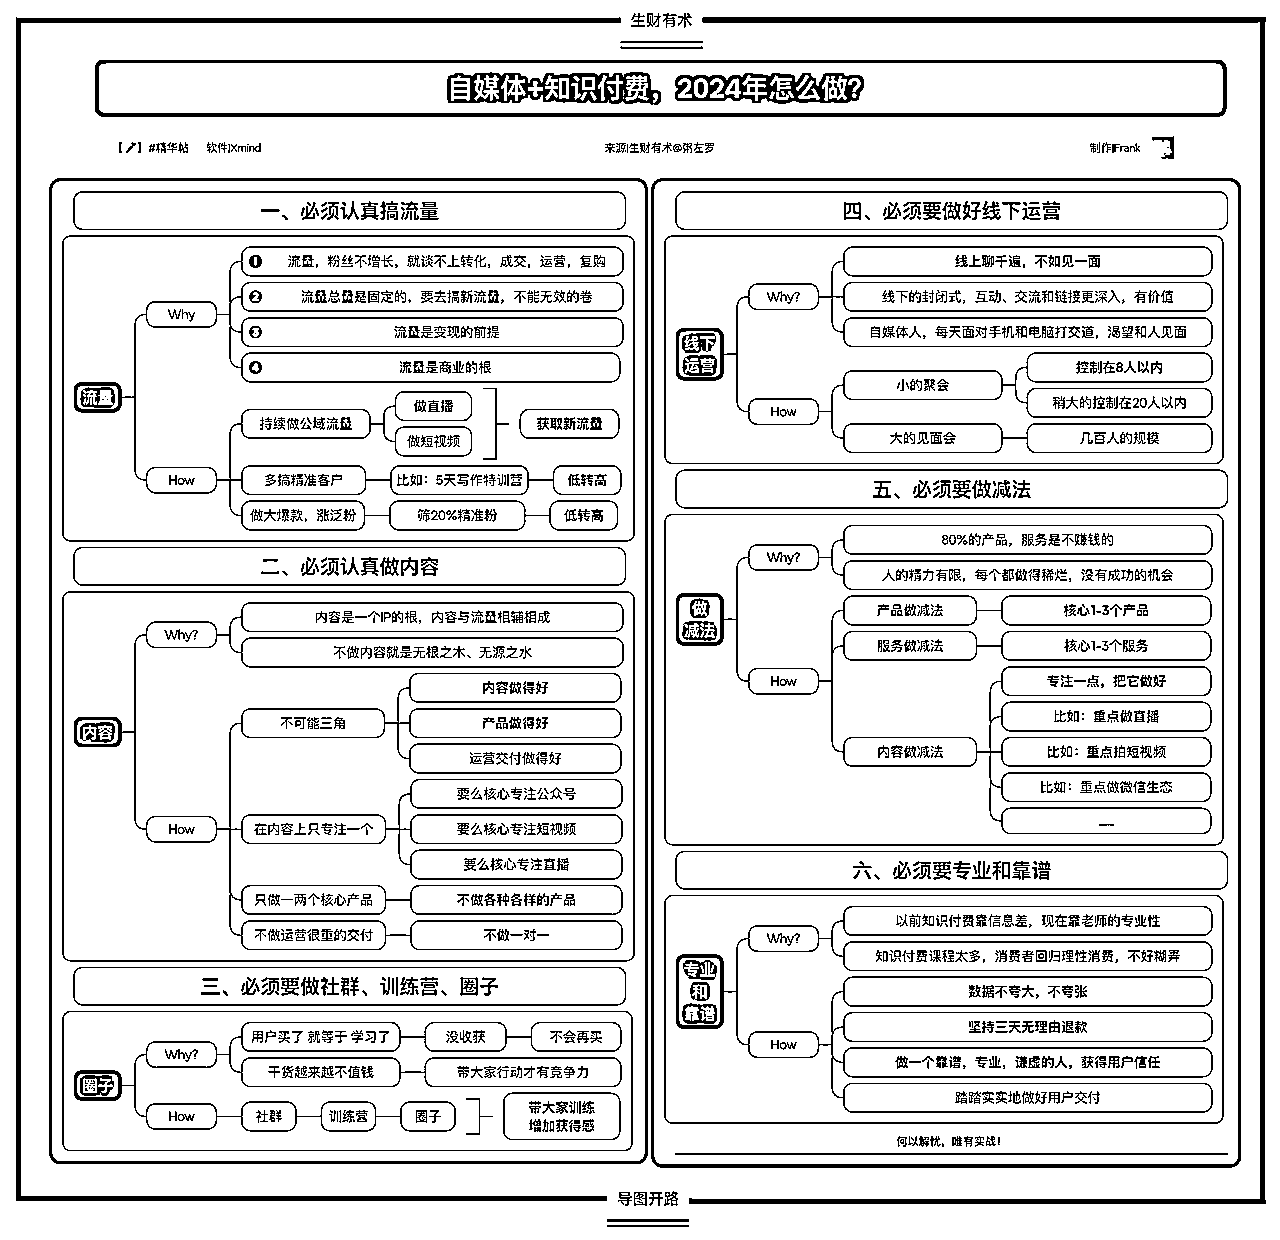 生财有术
自媒体+知识付费，2024年怎么做？
【】#精华帖 软件|Xmind
来源|生财有术@粥左罗
制作|Frank
一、必须认真搞流量
流量
Why
❶ 流量，粉丝不增长，就谈不上转化，成交，运营，复购
❷ 流量总量是固定的，要去搞新流量，不能无效的卷
❸ 流量是变现的前提
❹ 流量是商业的根
How
持续做公域流量
做直播
做短视频
获取新流量
多搞精准客户
比如：5天写作特训营
低转高
做大爆款，涨泛粉
筛20%精准粉
低转高
二、必须认真做内容
内容
Why?
内容是一个IP的根，内容与流量相辅相成
不做内容就是无根之木、无源之水
How
不可能三角
内容做得好
产品做得好
运营交付做得好
在内容上只专注一个
要么核心专注公众号
要么核心专注短视频
要么核心专注直播
只做一两个核心产品
不做各种各样的产品
不做运营很重的交付
不做一对一
三、必须要做社群、训练营、圈子
圈子
Why?
用户买了 就等于 学习了
没收获
不会再买
干货越来越不值钱
带大家行动才有竞争力
How
社群
训练营
圈子
带大家训练
增加获得感
四、必须要做好线下运营
线下
运营
Why?
线上聊千遍，不如见一面
线下的封闭式，互动、交流和链接更深入，有价值
自媒体人，每天面对手机和电脑打交道，渴望和人见面
How
小的聚会
控制在8人以内
稍大的控制在20人以内
大的见面会
几百人的规模
五、必须要做减法
做
减法
Why?
80%的产品，服务是不赚钱的
人的精力有限，每个都做得稀烂，没有成功的机会
How
产品做减法
核心1-3个产品
服务做减法
核心1-3个服务
内容做减法
专注一点，把它做好
比如：重点做直播
比如：重点拍短视频
比如：重点做微信生态
……
六、必须要专业和靠谱
专业
和
靠谱
Why?
以前知识付费靠信息差，现在靠老师的专业性
知识付费课程太多，消费者回归理性消费，不好糊弄
How
数据不夸大，不夸张
坚持三天无理由退款
做一个靠谱，专业，谦虚的人，获得用户信任
踏踏实实地做好用户交付
何以解忧，唯有实战！
导图开路